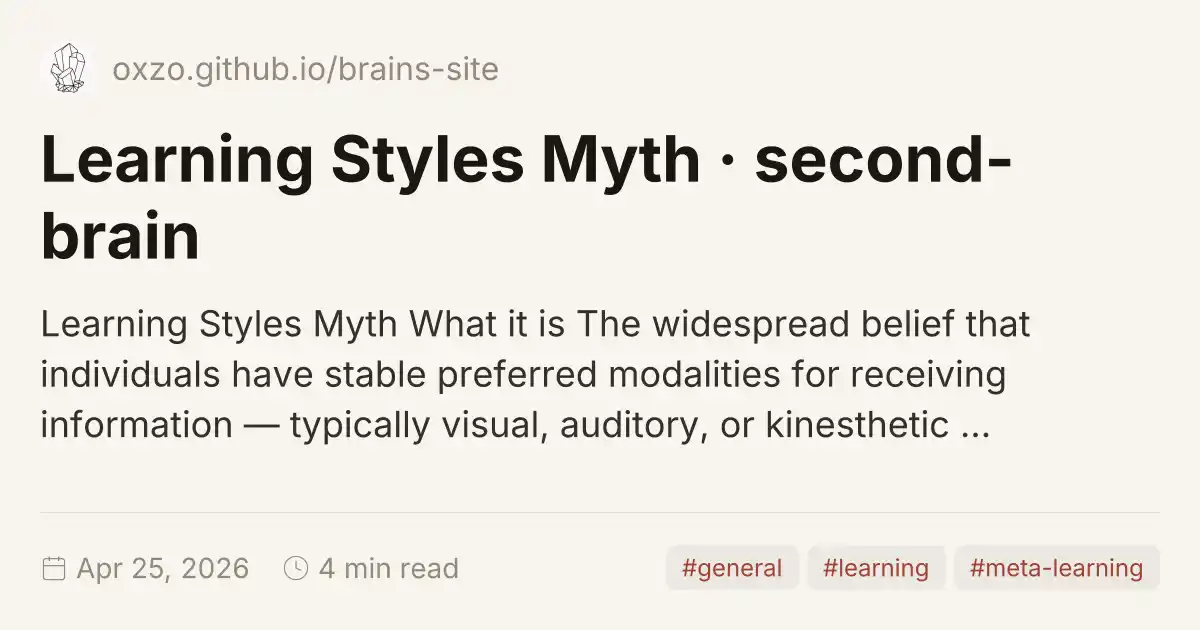 oxzo.github.io/brains-site
Learning Styles Myth · second-
brain
Learning Styles Myth What it is The widespread belief that
individuals have stable preferred modalities for receiving
information — typically visual, auditory, or kinesthetic ...
Apr 25, 2026 4 min read #general #learning #meta-learning